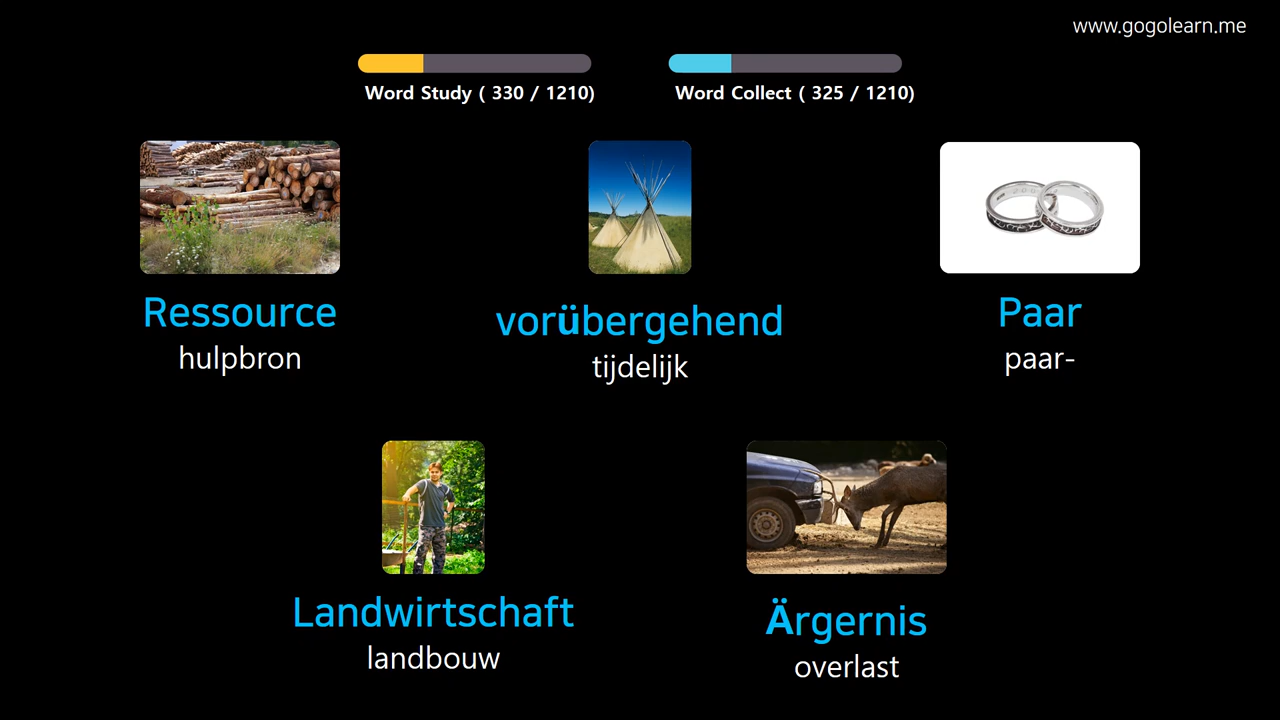 www.gogolearn.me
Word Study ( 330 / 1210)
Word Collect ( 325 / 1210)
Ressource
hulpbron
vorübergehend
tijdelijk
Paar
paar-
Landwirtschaft
landbouw
Ärgernis
overlast